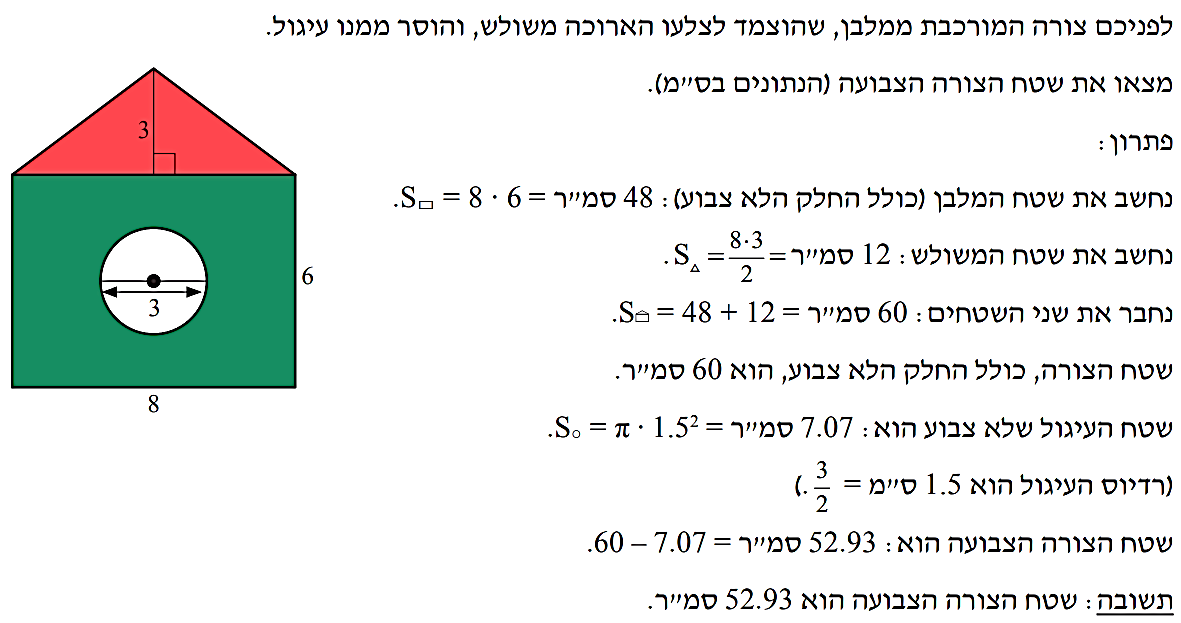 לפניכם צורה המורכבת ממלבן, שהוצמד לצלעו הארוכה משולש, והוסר ממנו עיגול.
מצאו את שטח הצורה הצבועה (הנתונים בס״מ).
פתרון:
נחשב את שטח המלבן (כולל החלק הלא צבוע): S□ = 8 · 6 = 48 סמ״ר.
נחשב את שטח המשולש: S△ = 8·3/2 = 12 סמ״ר.
נחבר את שני השטחים: S⌂ = 48 + 12 = 60 סמ״ר.
שטח הצורה, כולל החלק הלא צבוע, הוא 60 סמ״ר.
שטח העיגול שלא צבוע הוא: S○ = π · 1.5² = 7.07 סמ״ר.
(רדיוס העיגול הוא 3/2 = 1.5 ס״מ.)
שטח הצורה הצבועה הוא: 60 – 7.07 = 52.93 סמ״ר.
תשובה: שטח הצורה הצבועה הוא 52.93 סמ״ר.
3
6
3
8